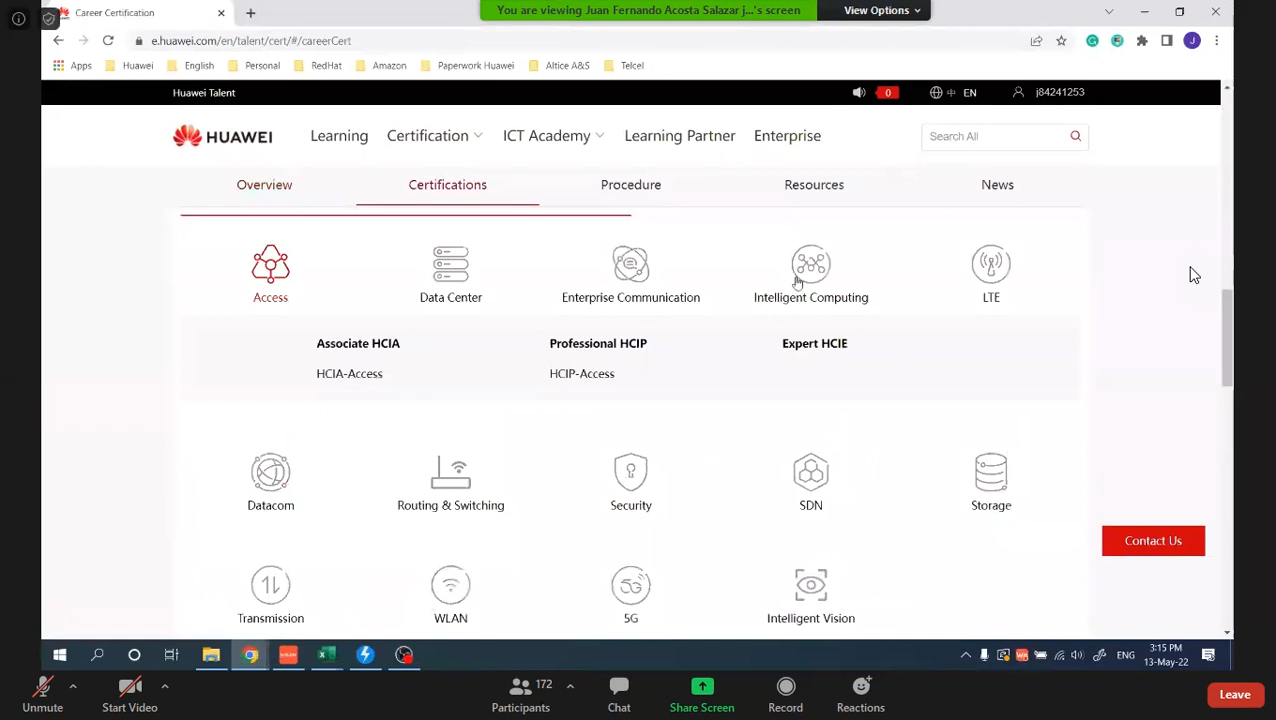 Career Certification
You are viewing Juan Fernando Acosta Salazar j...'s screen
View Options
e.huawei.com/en/talent/cert/#/careerCert
J
Apps Huawei English Personal RedHat Amazon Paperwork Huawei Altice A&S Telcel
Huawei Talent
0
中 EN
j84241253
HUAWEI
Learning Certification ICT Academy Learning Partner Enterprise
Search All
Overview Certifications Procedure Resources News
Access Data Center Enterprise Communication Intelligent Computing LTE
Associate HCIA Professional HCIP Expert HCIE
HCIA-Access HCIP-Access
Datacom Routing & Switching Security SDN Storage
Contact Us
5G
Transmission WLAN 5G Intelligent Vision
ENG
3:15 PM
13-May-22
172
Unmute Start Video Participants Chat Share Screen Record Reactions Leave